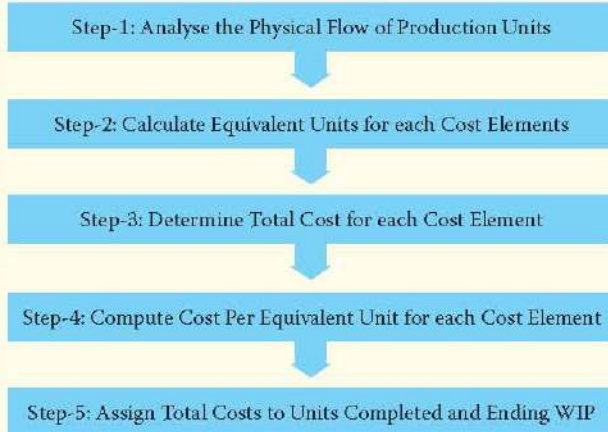 Step-1: Analyse the Physical Flow of Production Units
Step-2: Calculate Equivalent Units for each Cost Elements
Step-3: Determine Total Cost for each Cost Element
Step-4: Compute Cost Per Equivalent Unit for each Cost Element
Step-5: Assign Total Costs to Units Completed and Ending WIP